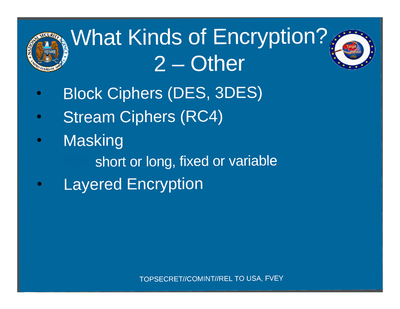 What Kinds of Encryption?
2 – Other
• Block Ciphers (DES, 3DES)
• Stream Ciphers (RC4)
• Masking
short or long, fixed or variable
• Layered Encryption
TOPSECRET//COMINT//REL TO USA, FVEY